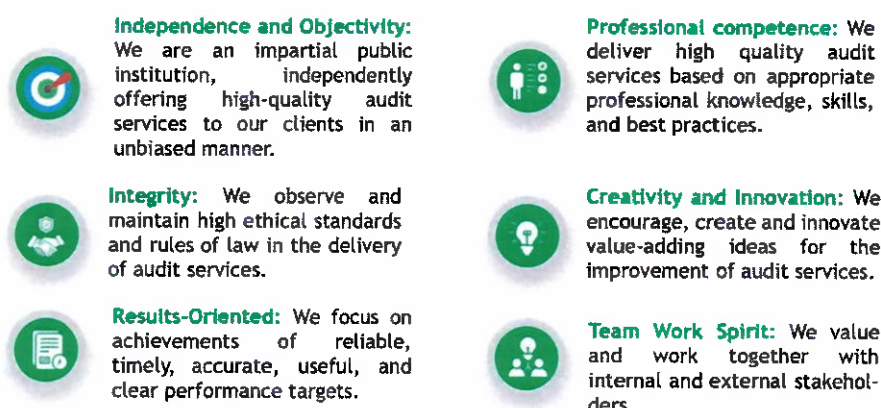 Independence and Objectivity:
We are an impartial public
institution, independently
offering high-quality audit
services to our clients in an
unbiased manner.
Integrity: We observe and
maintain high ethical standards
and rules of law in the delivery
of audit services.
Results-Oriented: We focus on
achievements of reliable,
timely, accurate, useful, and
clear performance targets.
Professional competence: We
deliver high quality audit
services based on appropriate
professional knowledge, skills,
and best practices.
Creativity and Innovation: We
encourage, create and innovate
value-adding ideas for the
improvement of audit services.
Team Work Spirit: We value
and work together with
internal and external stakehol-
ders